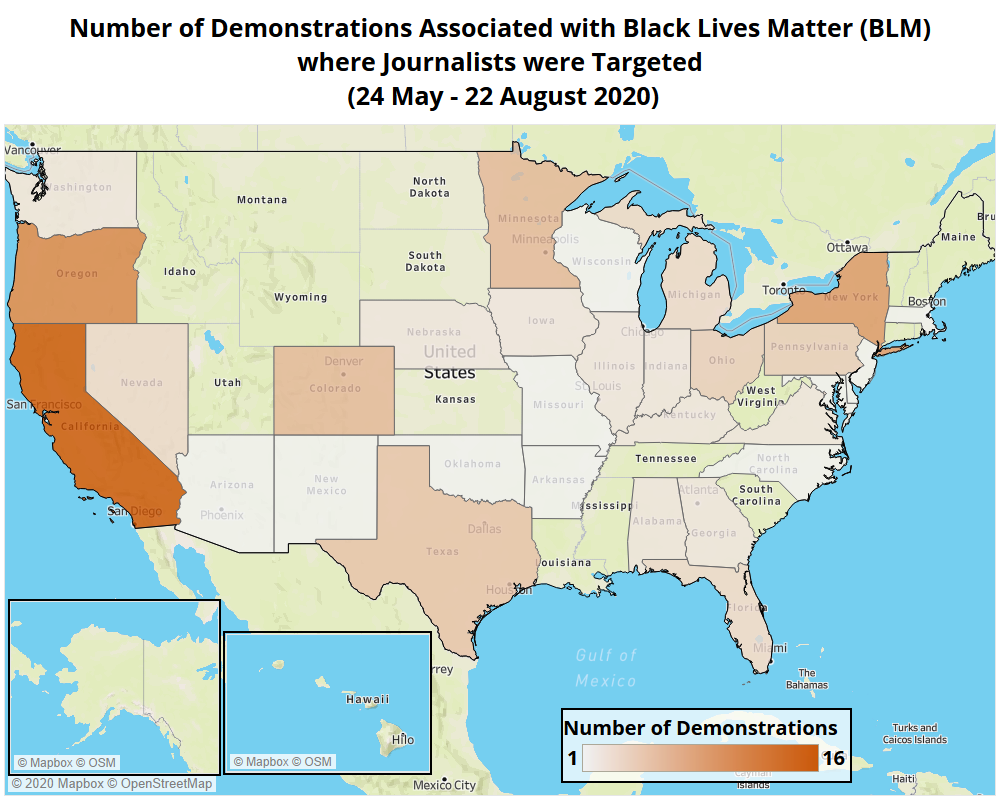 Number of Demonstrations Associated with Black Lives Matter (BLM)
where Journalists were Targeted
(24 May - 22 August 2020)
Vancouver
Washington
Montana
North
Dakota
Minnesota
Minneapolis
Ottawa
Maine
Bru
Oregon
Idaho
South
Dakota
Wisconsin
Michigan
Toronto
New York
Boston
Wyoming
Nebraska
Iowa
Chicago
Pennsylvania
Nevada
Utah
Denver
Colorado
United
States
Kansas
Illinois
Indiana
Ohio
St Louis
Missouri
West
Virginia
Kentucky
San Francisco
California
Arizona
Phoenix
New
Mexico
Oklahoma
Arkansas
Tennessee
North
Carolina
South
Carolina
San Diego
Mississippi
Alabama
Atlanta
Georgia
Dallas
Texas
Louisiana
Houston
Florida
Miami
Gulf of
Mexico
The
Bahamas
rrey
Hawaii
Hilo
© Mapbox © OSM
© Mapbox © OSM
© 2020 Mapbox © OpenStreetMap
Mexico City
Number of Demonstrations
1
16
Cayman
Islands
Turks and
Caicos Islands
Haiti